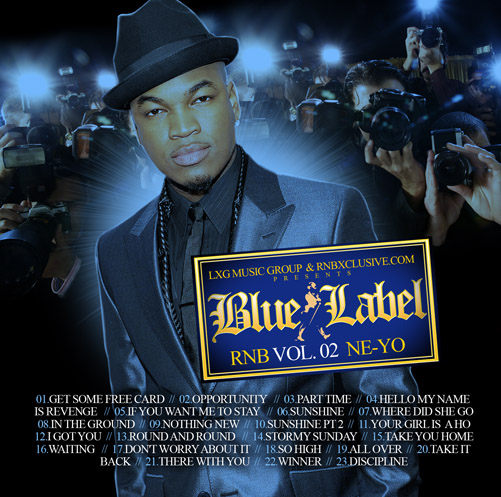 LXG MUSIC GROUP & RNBXCLUSIVE.COM
PRESENTS
Blue Label
RNB VOL. 02 NE-YO
01.GET SOME FREE CARD // 02.OPPORTUNITY // 03.PART TIME // 04.HELLO MY NAME
IS REVENGE // 05.IF YOU WANT ME TO STAY // 06.SUNSHINE // 07.WHERE DID SHE GO
08.IN THE GROUND // 09.NOTHING NEW // 10.SUNSHINE PT 2 // 11.YOUR GIRL IS A HO
12.I GOT YOU // 13.ROUND AND ROUND // 14.STORMY SUNDAY // 15.TAKE YOU HOME
16.WAITING // 17.DON'T WORRY ABOUT IT // 18.SO HIGH // 19.ALL OVER // 20.TAKE IT
BACK // 21.THERE WITH YOU // 22.WINNER // 23.DISCIPLINE